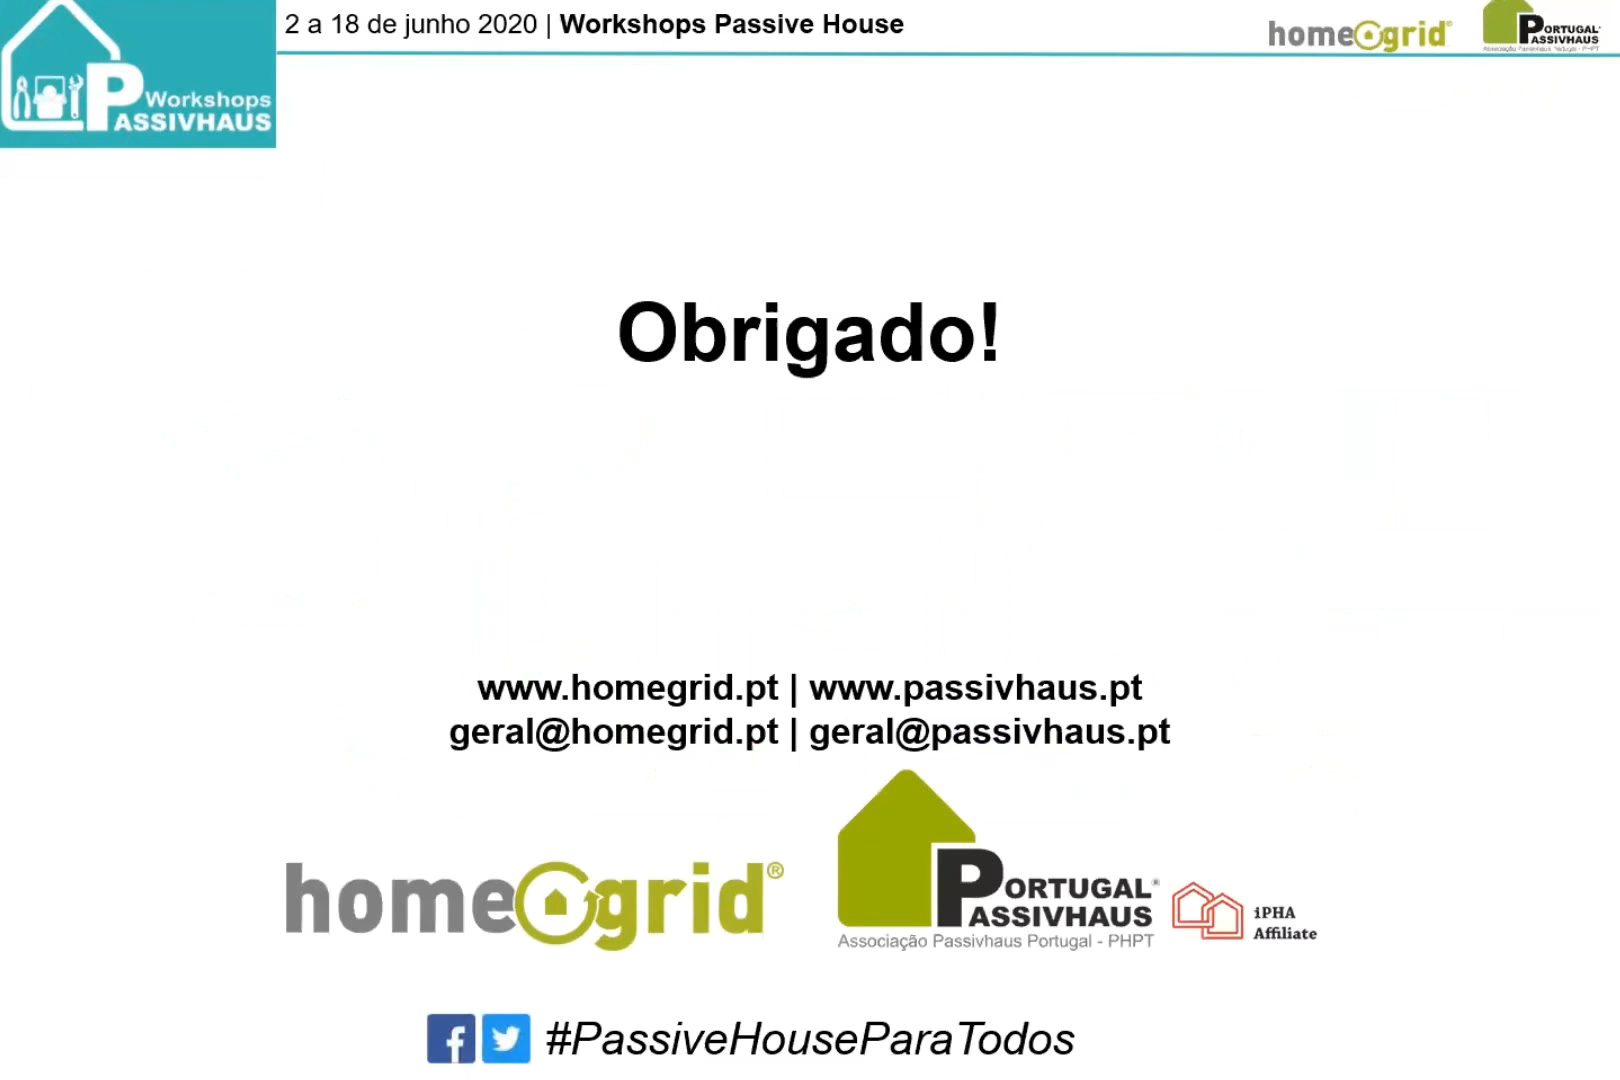 2 a 18 de junho 2020 | Workshops Passive House
homegrid®
PORTUGAL®
PASSIVHAUS
Workshops
PASSIVHAUS
Obrigado!
www.homegrid.pt | www.passivhaus.pt
geral@homegrid.pt | geral@passivhaus.pt
homegrid®
PORTUGAL®
PASSIVHAUS
Associação Passivhaus Portugal - PHPT
iPHA
Affiliate
#PassiveHouseParaTodos